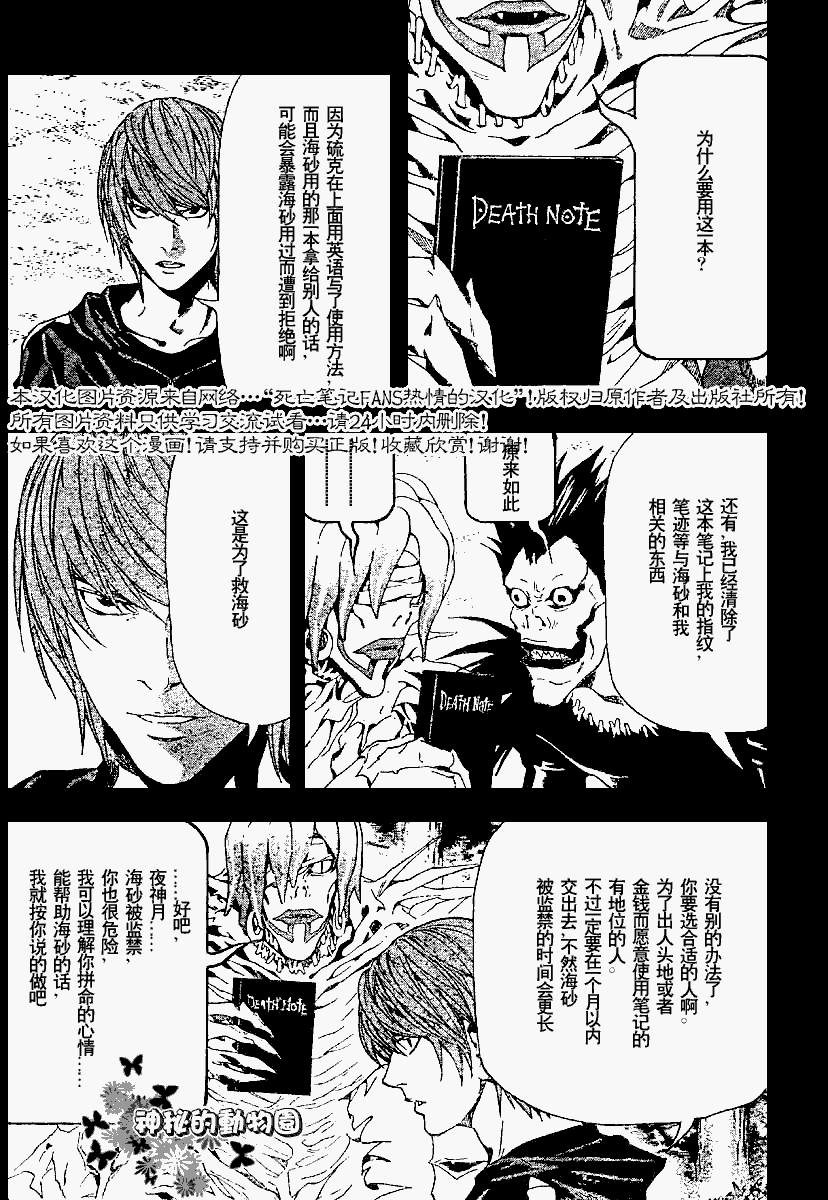 为什么要用这一本？
DEATH NOTE
因为硫克在上面用英语写了使用方法，
而且海砂用的那一本拿给别人的话，
可能会暴露海砂用过而遭到拒绝啊
本汉化图片资源来自网络…“死亡笔记FANS热情的汉化”！版权归原作者及出版社所有！
所有图片资料只供学习交流试看…请24小时内删除！
如果喜欢这个漫画！请支持并购买正版！收藏欣赏！谢谢！
还有，我已经清除了
这本笔记上我的指纹，
笔迹等与海砂和我
相关的东西
原来如此
…………
…………
DEATH NOTE
这是为了救海砂
没有别的办法了，
你要选合适的人啊。
为了出人头地或者
金钱而愿意使用笔记的
有地位的人。
不过一定要在一个月以内
交出去，不然海砂
被监禁的时间会更长
DEATH NOTE
……好吧，
夜神月……
海砂被监禁，
你也很危险，
我可以理解你拼命的心情……
能帮助海砂的话，
我就按你说的做吧
神秘的動物園